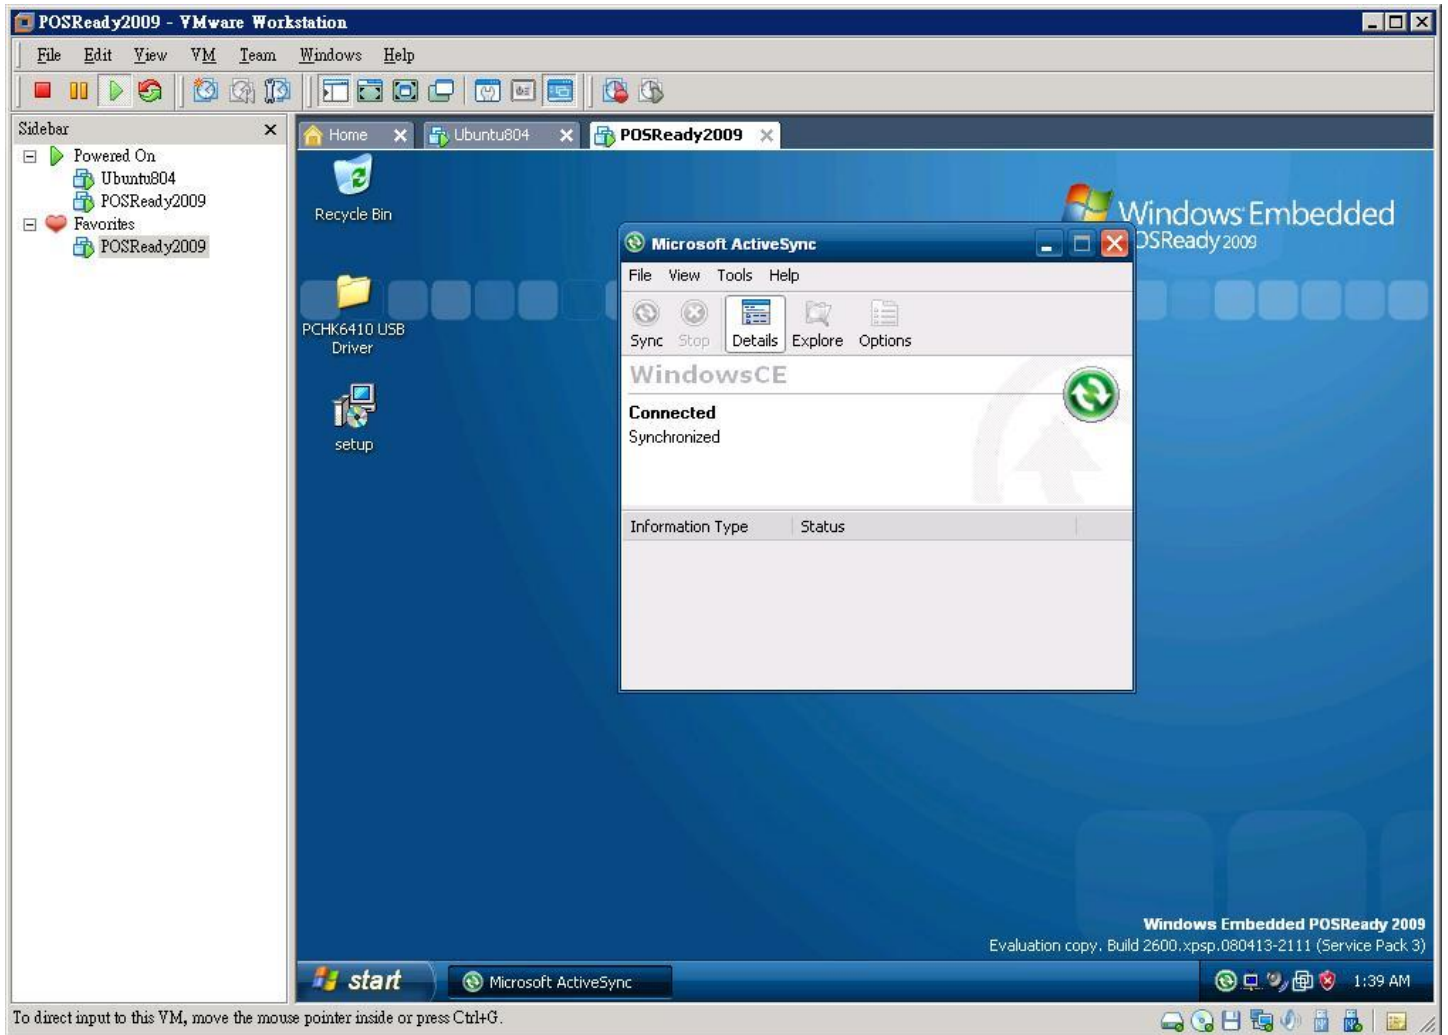 POSReady2009 - VMware Workstation
File Edit View VM Team Windows Help
Sidebar
Powered On
Ubuntu804
POSReady2009
Favorites
POSReady2009
Home Ubuntu804 POSReady2009
Recycle Bin
PCHK6410 USB
Driver
setup
Windows Embedded
POSReady 2009
Microsoft ActiveSync
File View Tools Help
Sync Stop Details Explore Options
WindowsCE
Connected
Synchronized
Information Type Status
Windows Embedded POSReady 2009
Evaluation copy. Build 2600.xpsp.080413-2111 (Service Pack 3)
start Microsoft ActiveSync 1:39 AM
To direct input to this VM, move the mouse pointer inside or press Ctrl+G.